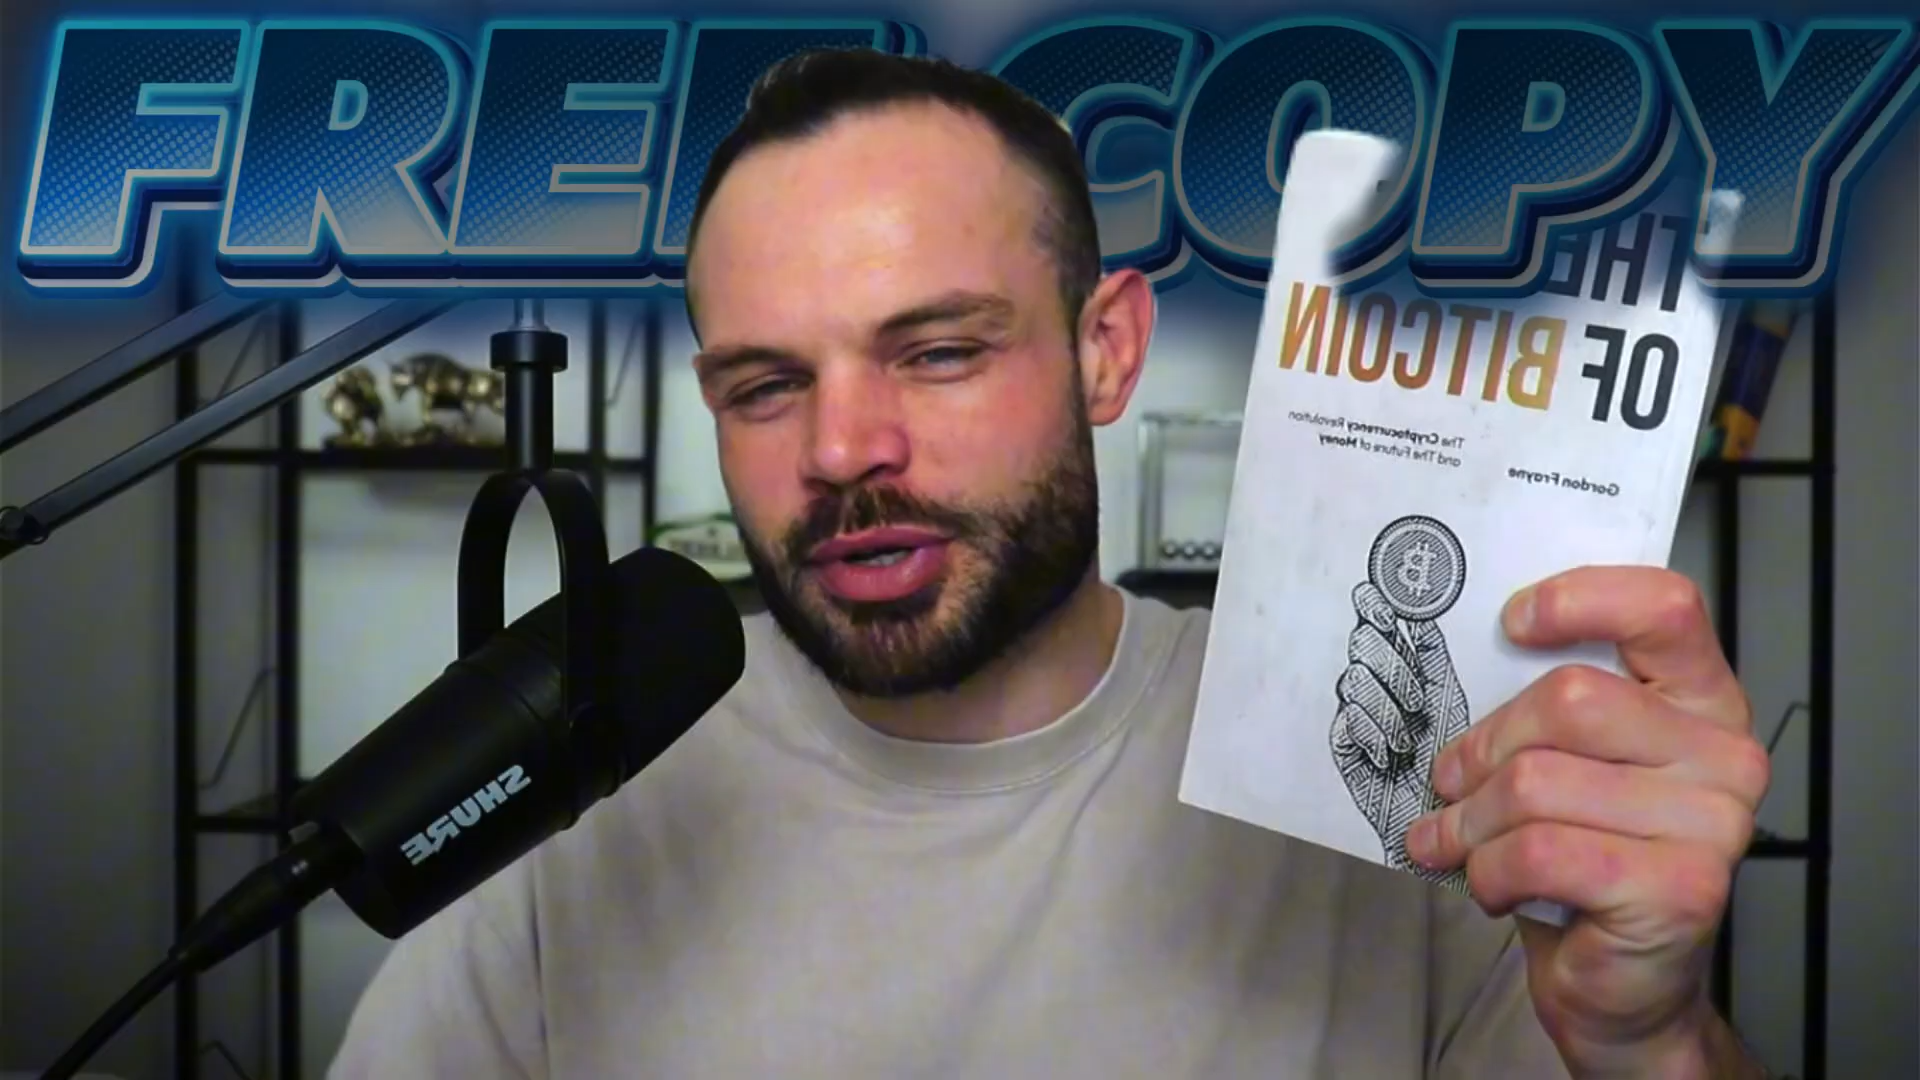 FREE COPY
THE
OF BITCOIN
The Cryptocurrency Revolution
and The Future of Money
Gordon Frayne
SHURE